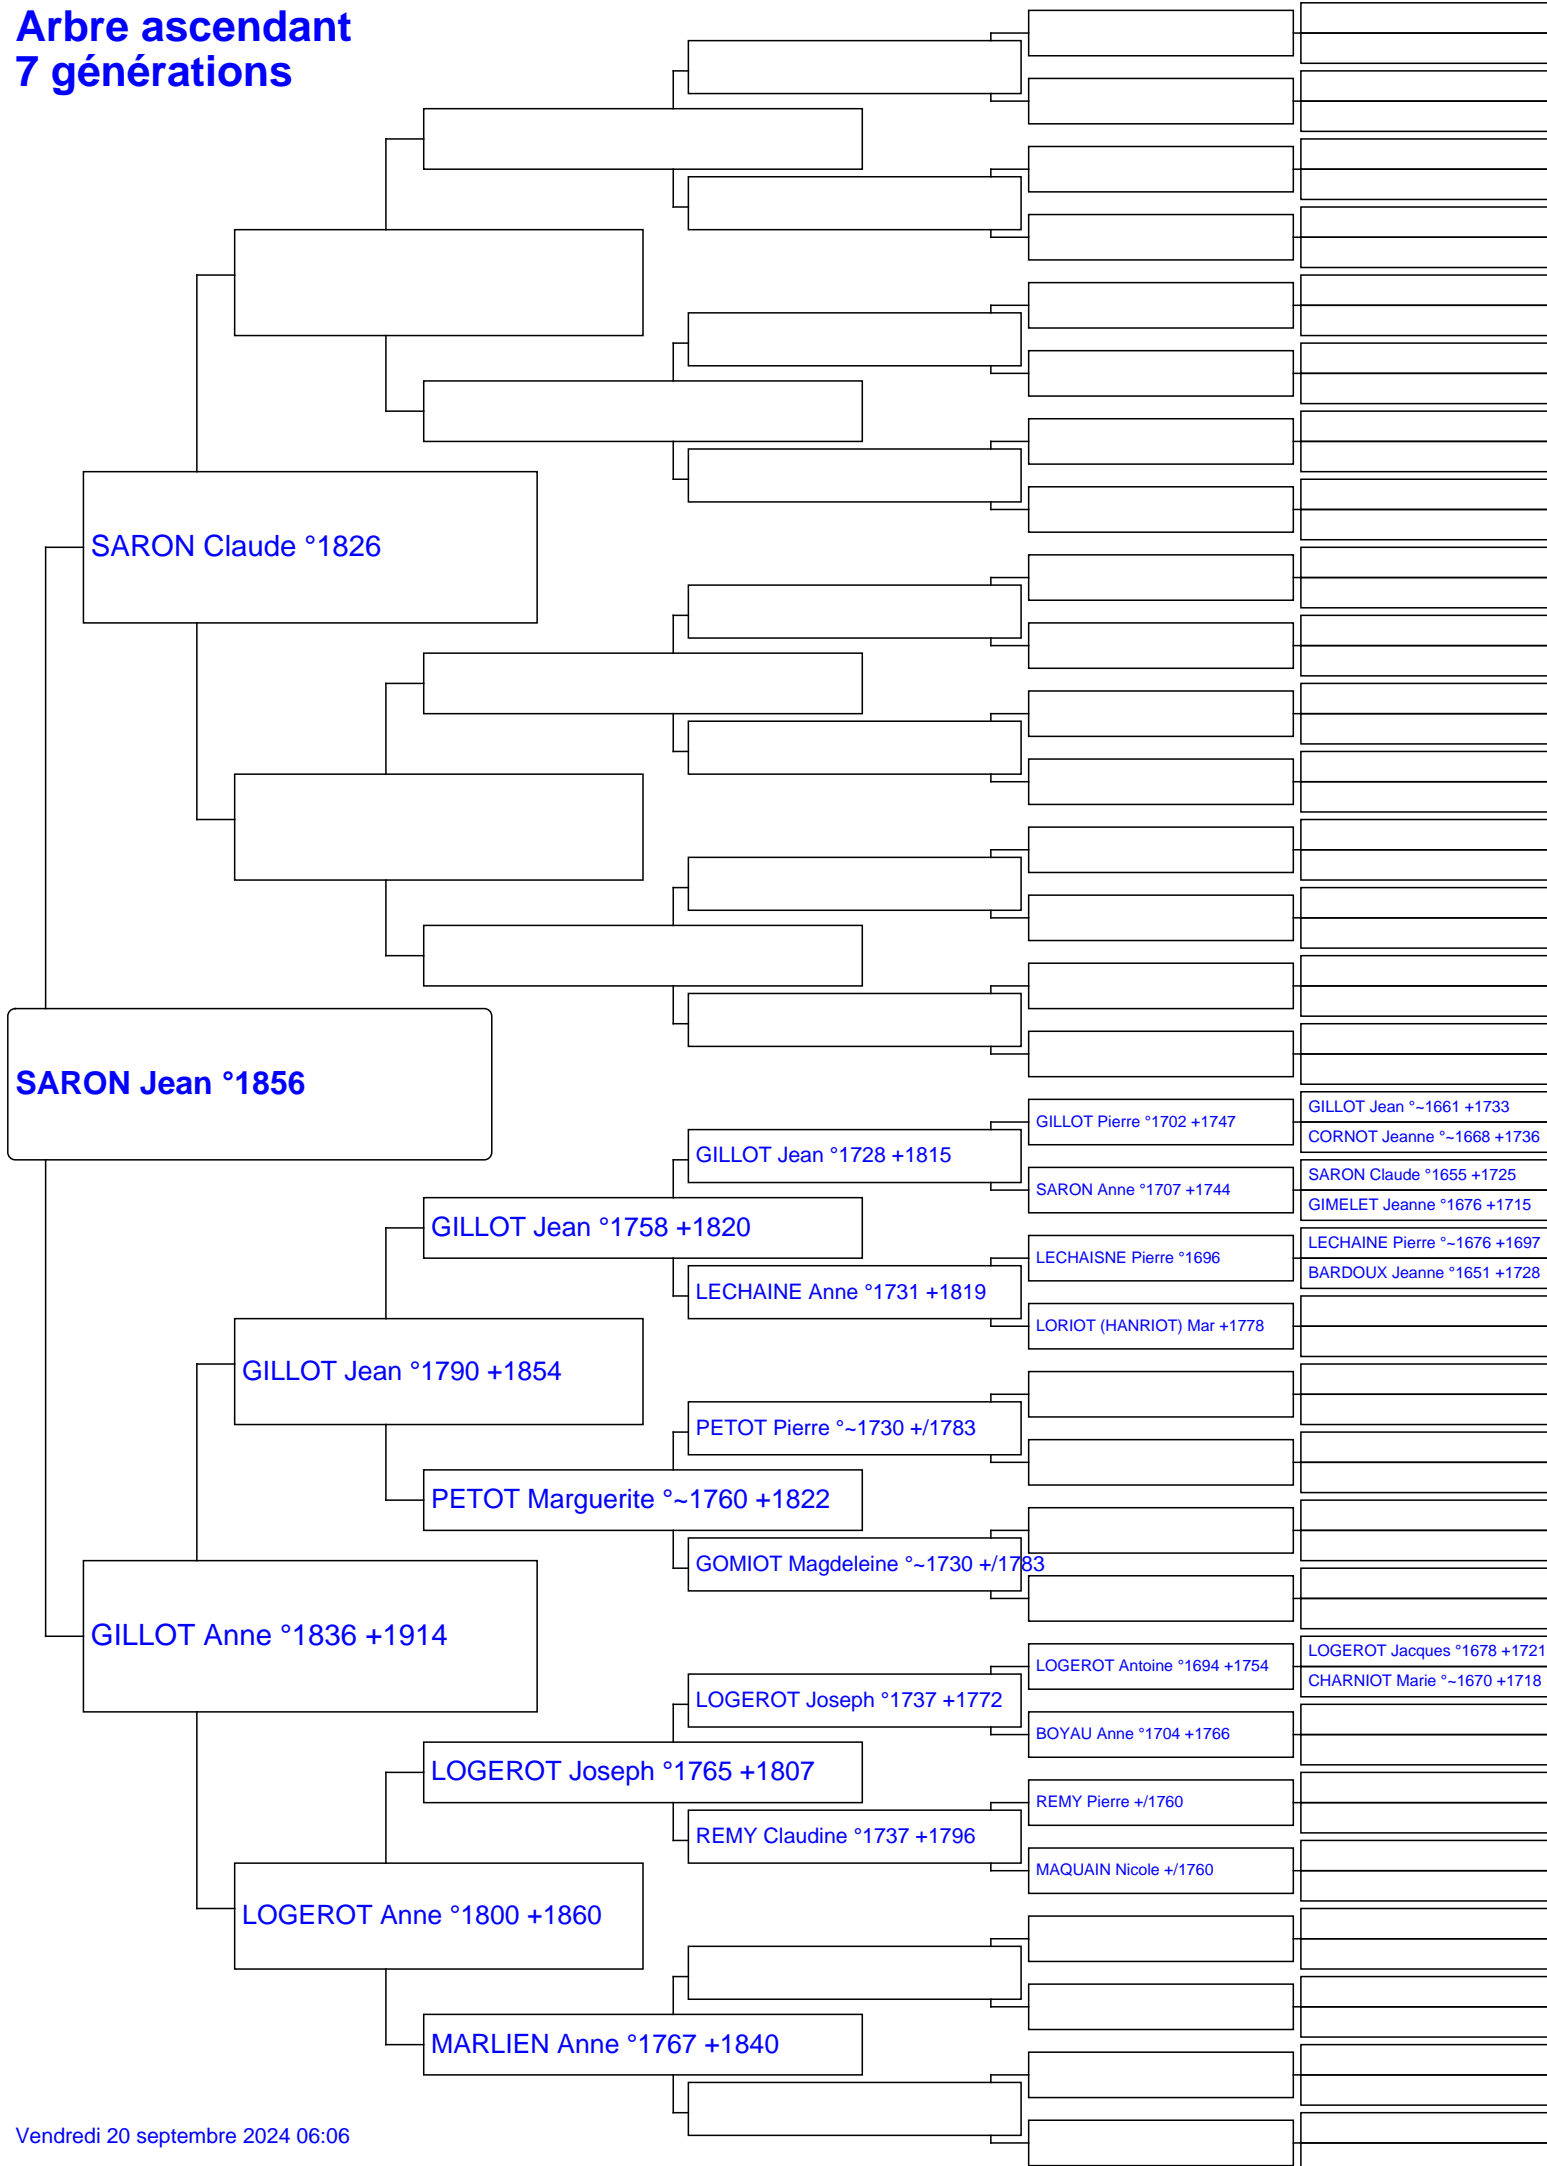 Arbre ascendant
7 générations
SARON Claude °1826
SARON Jean °1856
GILLOT Jean °~1661 +1733
GILLOT Pierre °1702 +1747
CORNOT Jeanne °~1668 +1736
GILLOT Jean °1728 +1815
SARON Claude °1655 +1725
SARON Anne °1707 +1744
GIMELET Jeanne °1676 +1715
GILLOT Jean °1758 +1820
LECHAINE Pierre °~1676 +1697
LECHAISNE Pierre °1696
BARDOUX Jeanne °1651 +1728
LECHAINE Anne °1731 +1819
LORIOT (HANRIOT) Mar +1778
GILLOT Jean °1790 +1854
PETOT Pierre °~1730 +/1783
PETOT Marguerite °~1760 +1822
GOMIOT Magdeleine °~1730 +/1783
GILLOT Anne °1836 +1914
LOGEROT Jacques °1678 +1721
LOGEROT Antoine °1694 +1754
CHARNIOT Marie °~1670 +1718
LOGEROT Joseph °1737 +1772
BOYAU Anne °1704 +1766
LOGEROT Joseph °1765 +1807
REMY Pierre +/1760
REMY Claudine °1737 +1796
MAQUAIN Nicole +/1760
LOGEROT Anne °1800 +1860
MARLIEN Anne °1767 +1840
Vendredi 20 septembre 2024 06:06